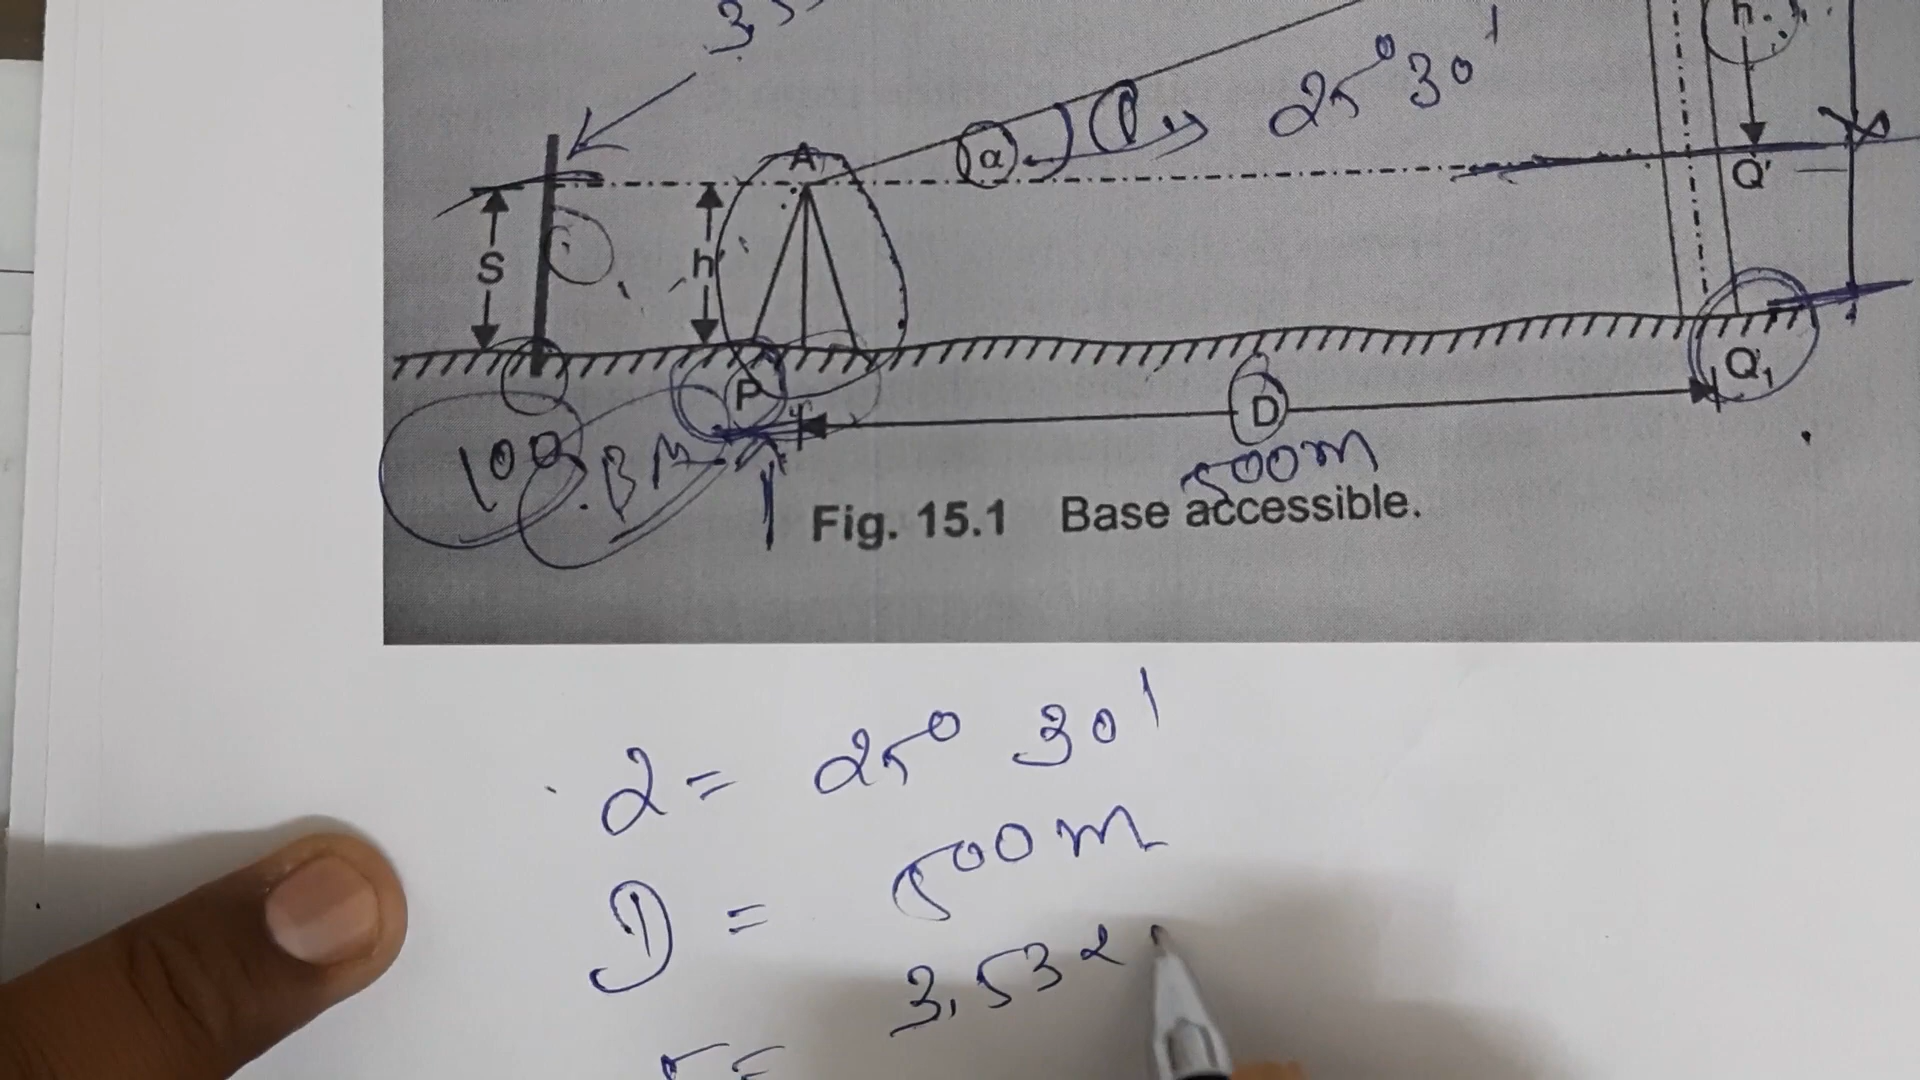 25° 30'
h
A
α
Q'
S
h'
P
Q₁
D
100 . BM
500m
Fig. 15.1 Base accessible.
α = 25° 30'
D = 500m
= 3.532